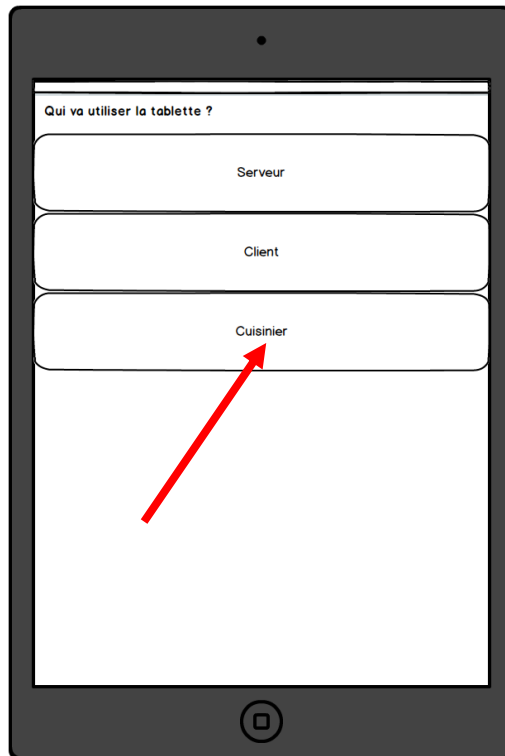 Qui va utiliser la tablette ?
Serveur
Client
Cuisinier